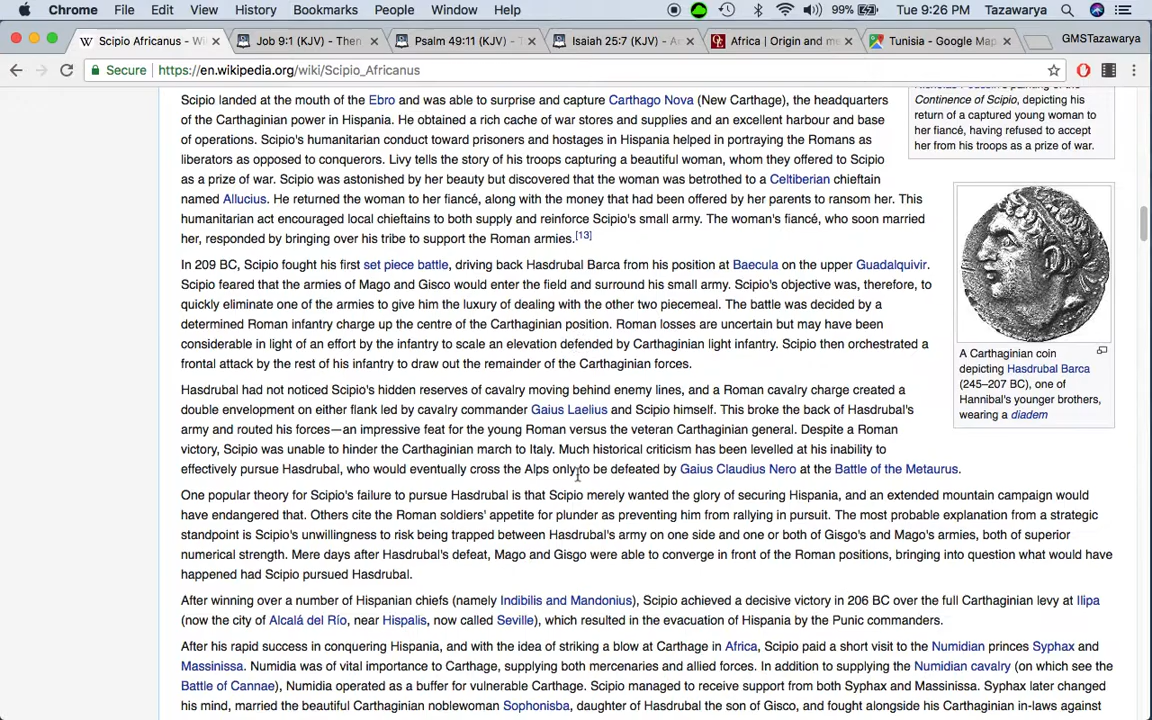 Chrome File Edit View History Bookmarks People Window Help 99% Tue 9:26 PM Tazawarya
Scipio Africanus - Wi Job 9:1 (KJV) - Then Psalm 49:11 (KJV) - T Isaiah 25:7 (KJV) - An Africa | Origin and me Tunisia - Google Map GMSTazawarya
Secure https://en.wikipedia.org/wiki/Scipio_Africanus
Scipio landed at the mouth of the Ebro and was able to surprise and capture Carthago Nova (New Carthage), the headquarters
of the Carthaginian power in Hispania. He obtained a rich cache of war stores and supplies and an excellent harbour and base
of operations. Scipio's humanitarian conduct toward prisoners and hostages in Hispania helped in portraying the Romans as
liberators as opposed to conquerors. Livy tells the story of his troops capturing a beautiful woman, whom they offered to Scipio
as a prize of war. Scipio was astonished by her beauty but discovered that the woman was betrothed to a Celtiberian chieftain
named Allucius. He returned the woman to her fiancé, along with the money that had been offered by her parents to ransom her. This
humanitarian act encouraged local chieftains to both supply and reinforce Scipio's small army. The woman's fiancé, who soon married
her, responded by bringing over his tribe to support the Roman armies.[13]
Continence of Scipio, depicting his
return of a captured young woman to
her fiancé, having refused to accept
her from his troops as a prize of war.
In 209 BC, Scipio fought his first set piece battle, driving back Hasdrubal Barca from his position at Baecula on the upper Guadalquivir.
Scipio feared that the armies of Mago and Gisco would enter the field and surround his small army. Scipio's objective was, therefore, to
quickly eliminate one of the armies to give him the luxury of dealing with the other two piecemeal. The battle was decided by a
determined Roman infantry charge up the centre of the Carthaginian position. Roman losses are uncertain but may have been
considerable in light of an effort by the infantry to scale an elevation defended by Carthaginian light infantry. Scipio then orchestrated a
frontal attack by the rest of his infantry to draw out the remainder of the Carthaginian forces.
A Carthaginian coin
depicting Hasdrubal Barca
(245–207 BC), one of
Hannibal's younger brothers,
wearing a diadem
Hasdrubal had not noticed Scipio's hidden reserves of cavalry moving behind enemy lines, and a Roman cavalry charge created a
double envelopment on either flank led by cavalry commander Gaius Laelius and Scipio himself. This broke the back of Hasdrubal's
army and routed his forces—an impressive feat for the young Roman versus the veteran Carthaginian general. Despite a Roman
victory, Scipio was unable to hinder the Carthaginian march to Italy. Much historical criticism has been levelled at his inability to
effectively pursue Hasdrubal, who would eventually cross the Alps only to be defeated by Gaius Claudius Nero at the Battle of the Metaurus.
One popular theory for Scipio's failure to pursue Hasdrubal is that Scipio merely wanted the glory of securing Hispania, and an extended mountain campaign would
have endangered that. Others cite the Roman soldiers' appetite for plunder as preventing him from rallying in pursuit. The most probable explanation from a strategic
standpoint is Scipio's unwillingness to risk being trapped between Hasdrubal's army on one side and one or both of Gisgo's and Mago's armies, both of superior
numerical strength. Mere days after Hasdrubal's defeat, Mago and Gisgo were able to converge in front of the Roman positions, bringing into question what would have
happened had Scipio pursued Hasdrubal.
After winning over a number of Hispanian chiefs (namely Indibilis and Mandonius), Scipio achieved a decisive victory in 206 BC over the full Carthaginian levy at Ilipa
(now the city of Alcalá del Río, near Hispalis, now called Seville), which resulted in the evacuation of Hispania by the Punic commanders.
After his rapid success in conquering Hispania, and with the idea of striking a blow at Carthage in Africa, Scipio paid a short visit to the Numidian princes Syphax and
Massinissa. Numidia was of vital importance to Carthage, supplying both mercenaries and allied forces. In addition to supplying the Numidian cavalry (on which see the
Battle of Cannae), Numidia operated as a buffer for vulnerable Carthage. Scipio managed to receive support from both Syphax and Massinissa. Syphax later changed
his mind, married the beautiful Carthaginian noblewoman Sophonisba, daughter of Hasdrubal the son of Gisco, and fought alongside his Carthaginian in-laws against